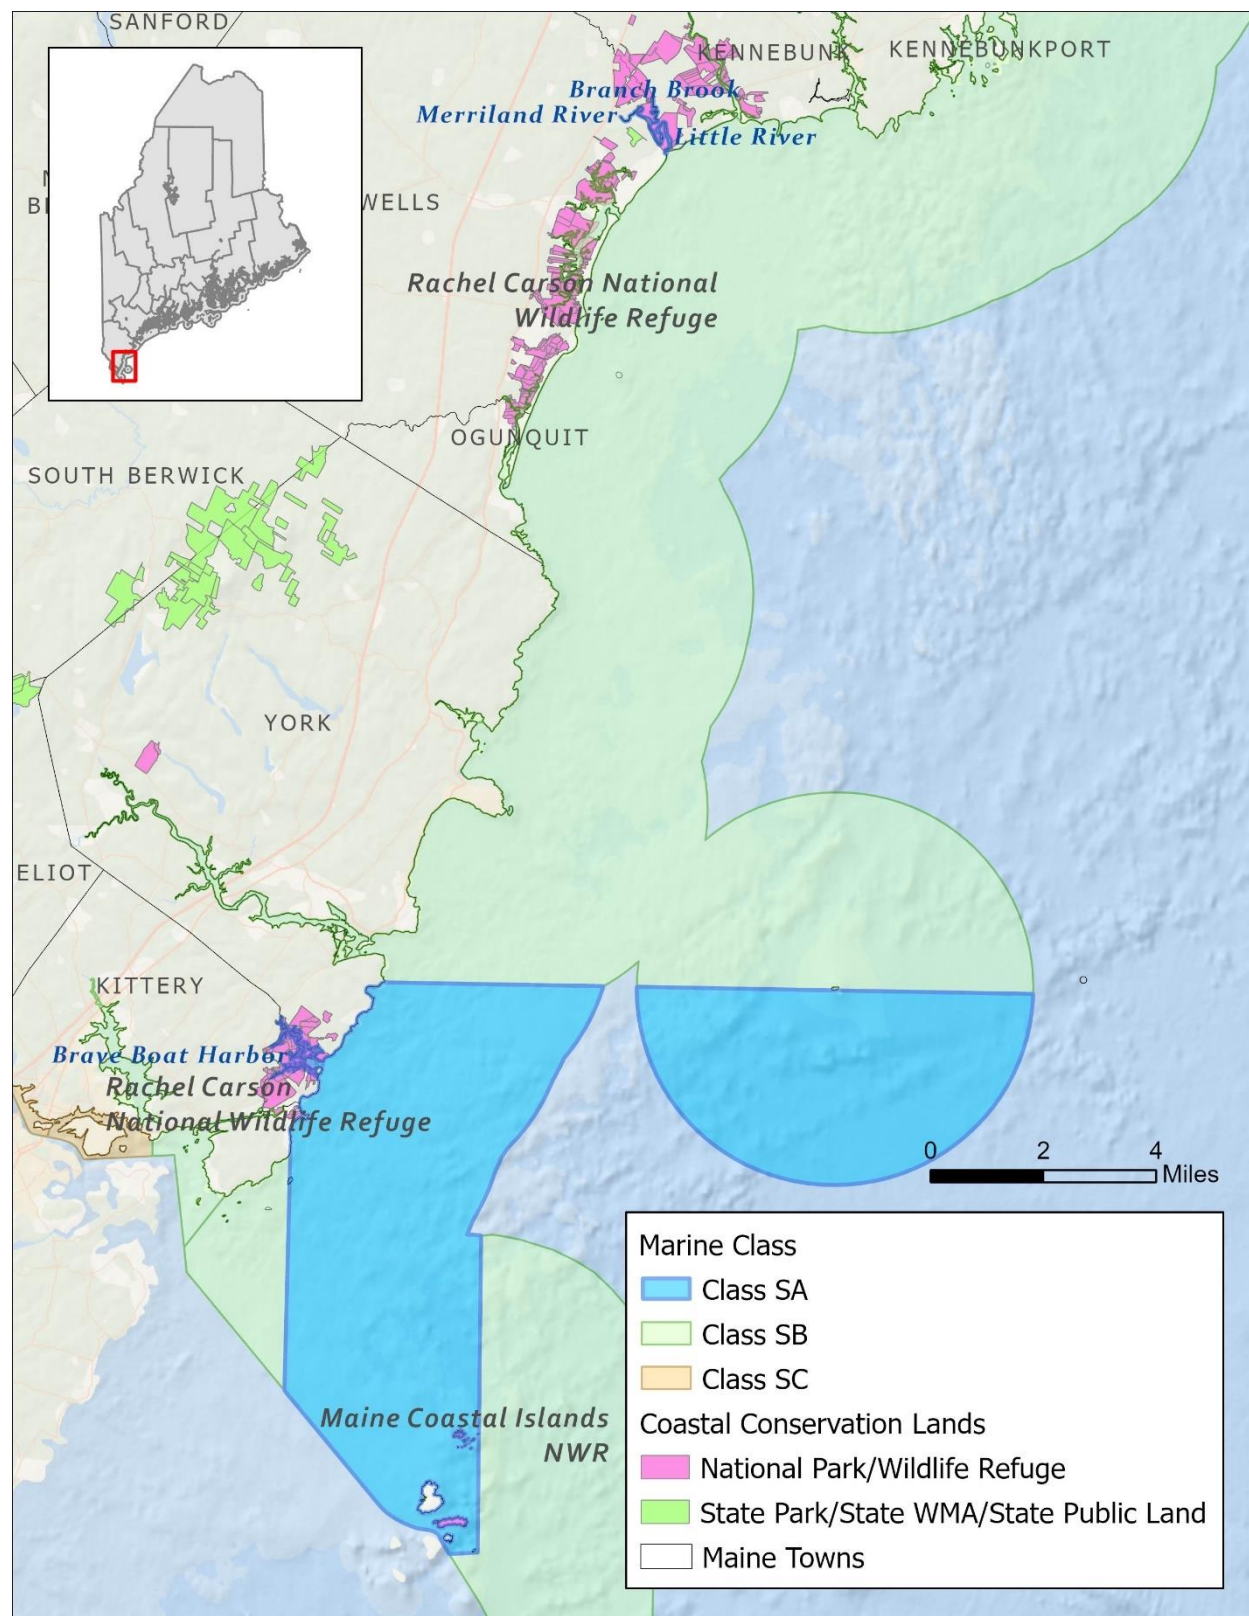 SANFORD
KENNEBUNK
KENNEBUNKPORT
Branch Brook
Merriland River
Little River
WELLS
Rachel Carson National
Wildlife Refuge
OGUNQUIT
SOUTH BERWICK
YORK
ELIOT
KITTERY
Brave Boat Harbor
Rachel Carson
National Wildlife Refuge
0 2 4
Miles
Maine Coastal Islands
NWR
Marine Class
Class SA
Class SB
Class SC
Coastal Conservation Lands
National Park/Wildlife Refuge
State Park/State WMA/State Public Land
Maine Towns